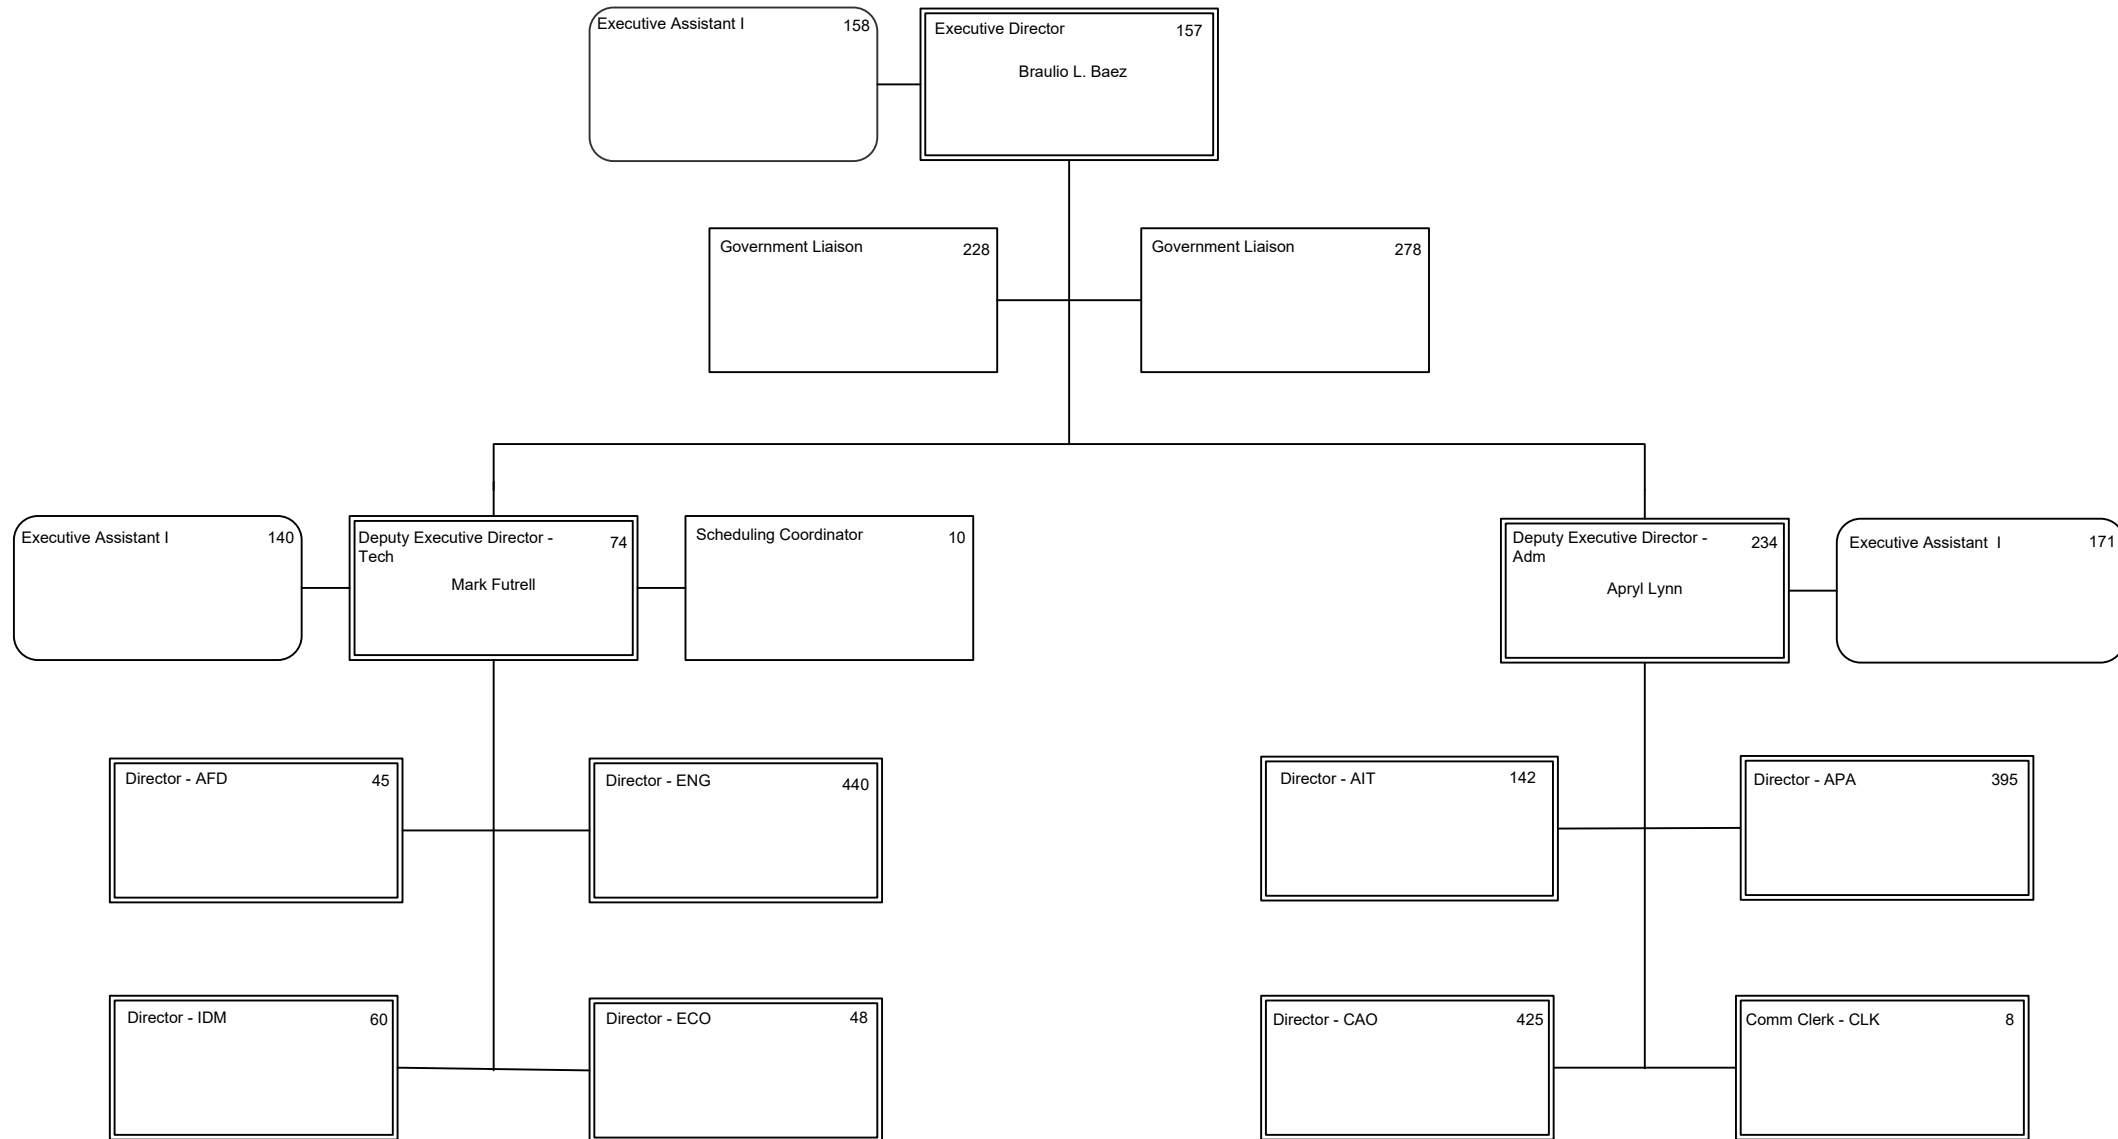 Executive Assistant I 158
Executive Director 157
Braulio L. Baez
Government Liaison 228
Government Liaison 278
Executive Assistant I 140
Deputy Executive Director - 74
Tech
Mark Futrell
Scheduling Coordinator 10
Deputy Executive Director - 234
Adm
Apryl Lynn
Executive Assistant  I 171
Director - AFD 45
Director - ENG 440
Director - AIT 142
Director - APA 395
Director - IDM 60
Director - ECO 48
Director - CAO 425
Comm Clerk - CLK 8